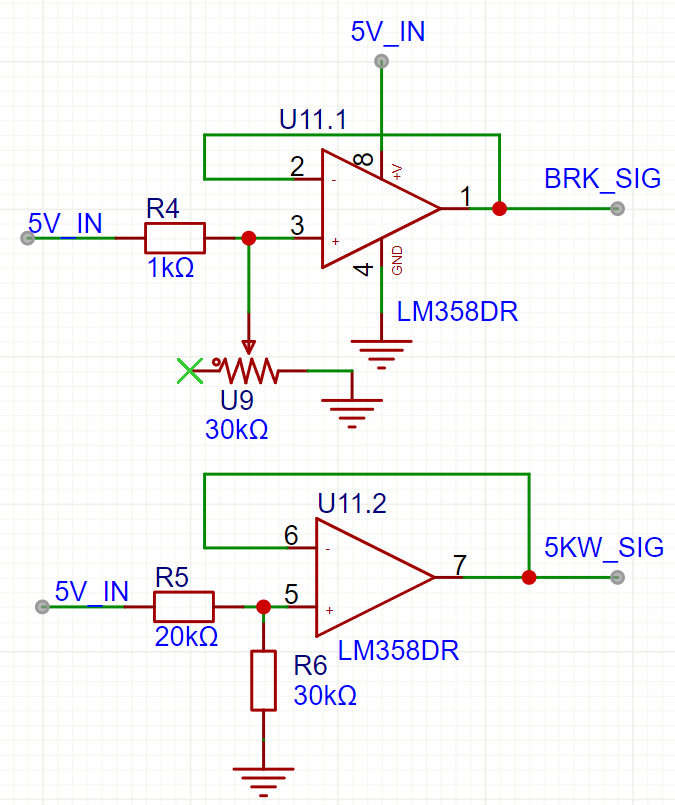 5V_IN
U11.1
2
8
+V
-
BRK_SIG
1
R4
5V_IN
3
+
1kΩ
4
GND
LM358DR
U9
30kΩ
U11.2
6
-
7
5KW_SIG
R5
5V_IN
5
+
20kΩ
LM358DR
R6
30kΩ